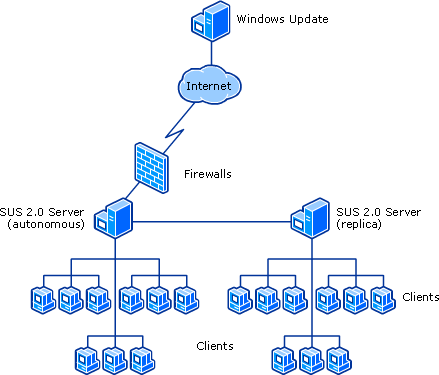 Windows Update
Internet
Firewalls
SUS 2.0 Server
(autonomous)
SUS 2.0 Server
(replica)
Clients
Clients